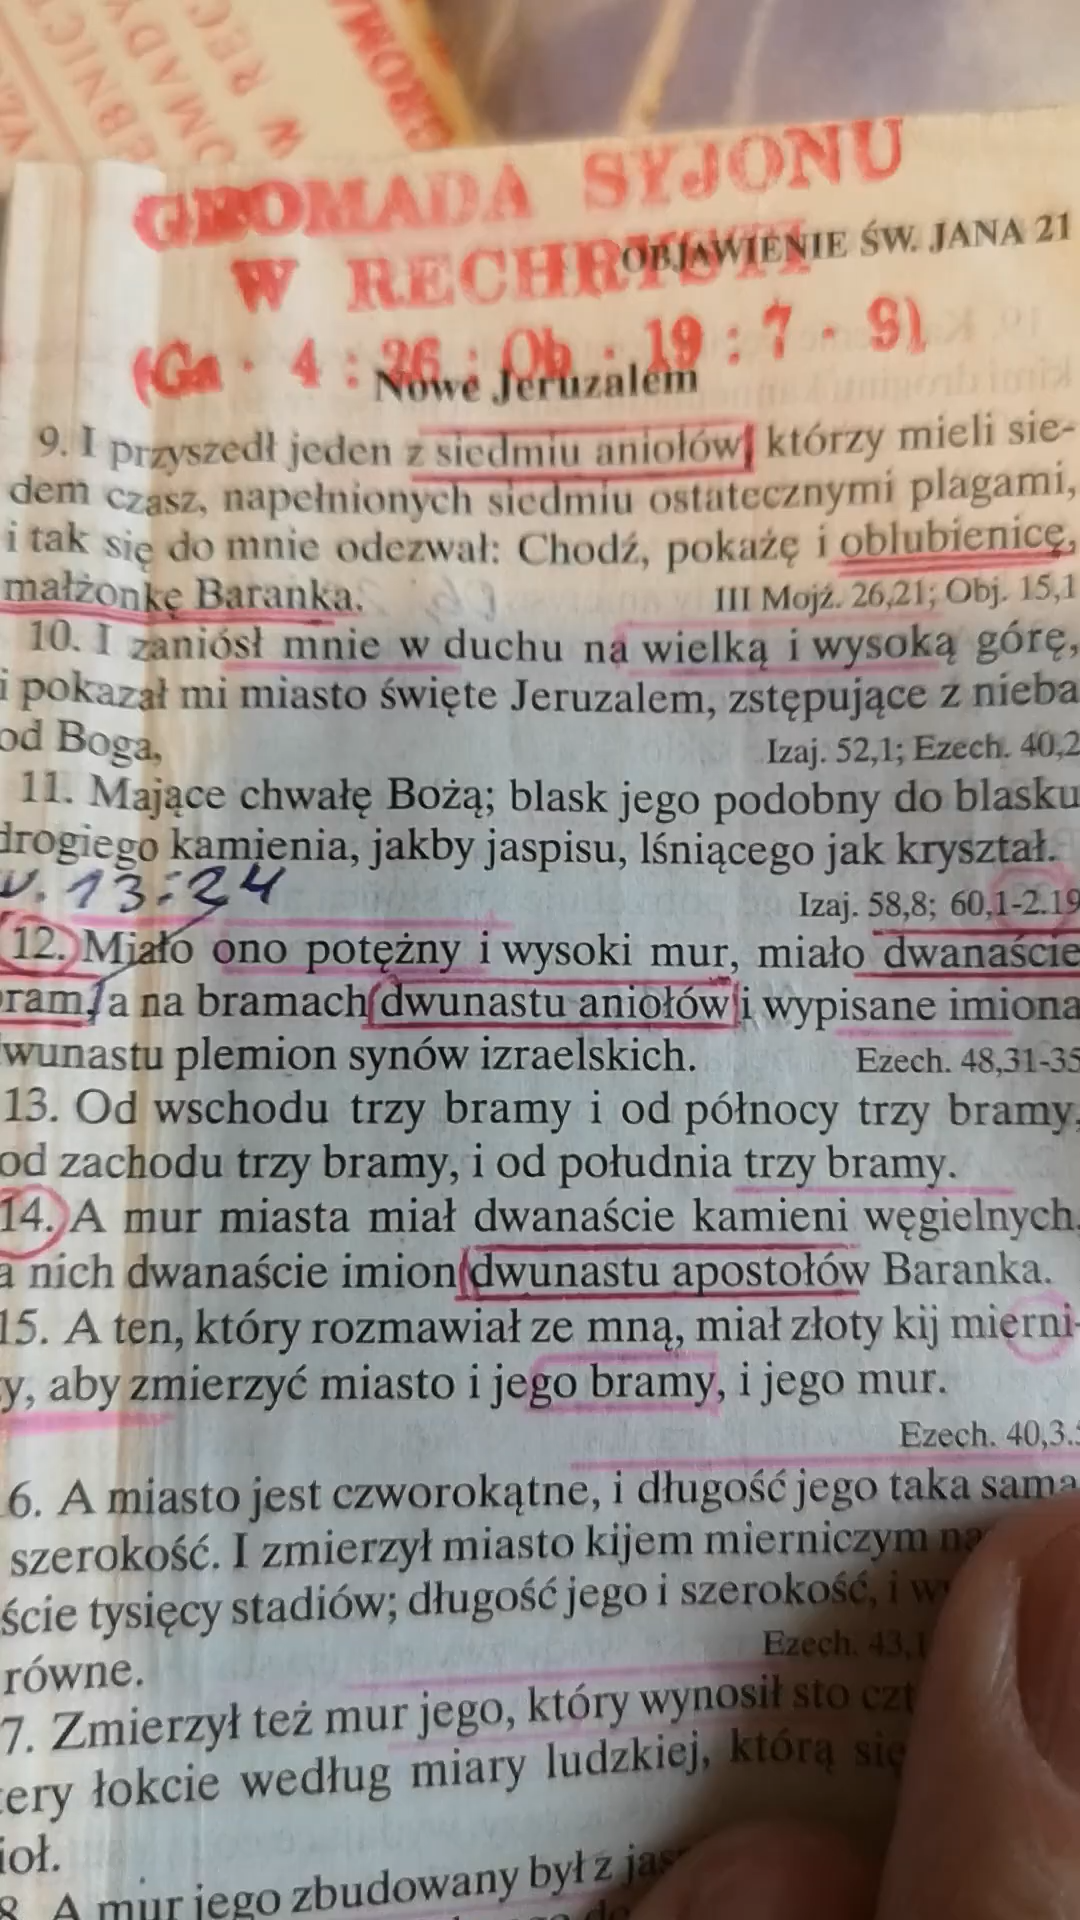 GROMADA SYJONU
W RECHRYSTI
OBJAWIENIE ŚW. JANA 21
(Ga · 4 : 26 ; Ob · 19 : 7 - 9)
Nowe Jeruzalem
9. I przyszedł jeden z siedmiu aniołów, którzy mieli sie-
dem czasz, napełnionych siedmiu ostatecznymi plagami,
i tak się do mnie odezwał: Chodź, pokażę i oblubienicę,
małżonkę Baranka.
III Mojż. 26,21; Obj. 15,1
10. I zaniósł mnie w duchu na wielką i wysoką górę,
i pokazał mi miasto święte Jeruzalem, zstępujące z nieba
od Boga,
Izaj. 52,1; Ezech. 40,2
11. Mające chwałę Bożą; blask jego podobny do blasku
drogiego kamienia, jakby jaspisu, lśniącego jak kryształ.
v. 13:24
Izaj. 58,8; 60,1-2.19
12. Miało ono potężny i wysoki mur, miało dwanaście
ram, a na bramach dwunastu aniołów i wypisane imiona
wunastu plemion synów izraelskich.
Ezech. 48,31-35
13. Od wschodu trzy bramy i od północy trzy bramy,
od zachodu trzy bramy, i od południa trzy bramy.
14. A mur miasta miał dwanaście kamieni węgielnych,
a nich dwanaście imion dwunastu apostołów Baranka.
15. A ten, który rozmawiał ze mną, miał złoty kij mierni-
y, aby zmierzyć miasto i jego bramy, i jego mur.
Ezech. 40,3.
6. A miasto jest czworokątne, i długość jego taka sama
szerokość. I zmierzył miasto kijem mierniczym na
ście tysięcy stadiów; długość jego i szerokość, i
Ezech. 43,1
równe.
7. Zmierzył też mur jego, który wynosił sto czt
ery łokcie według miary ludzkiej, którą się
ioł.
8. A mur jego zbudowany był z jas